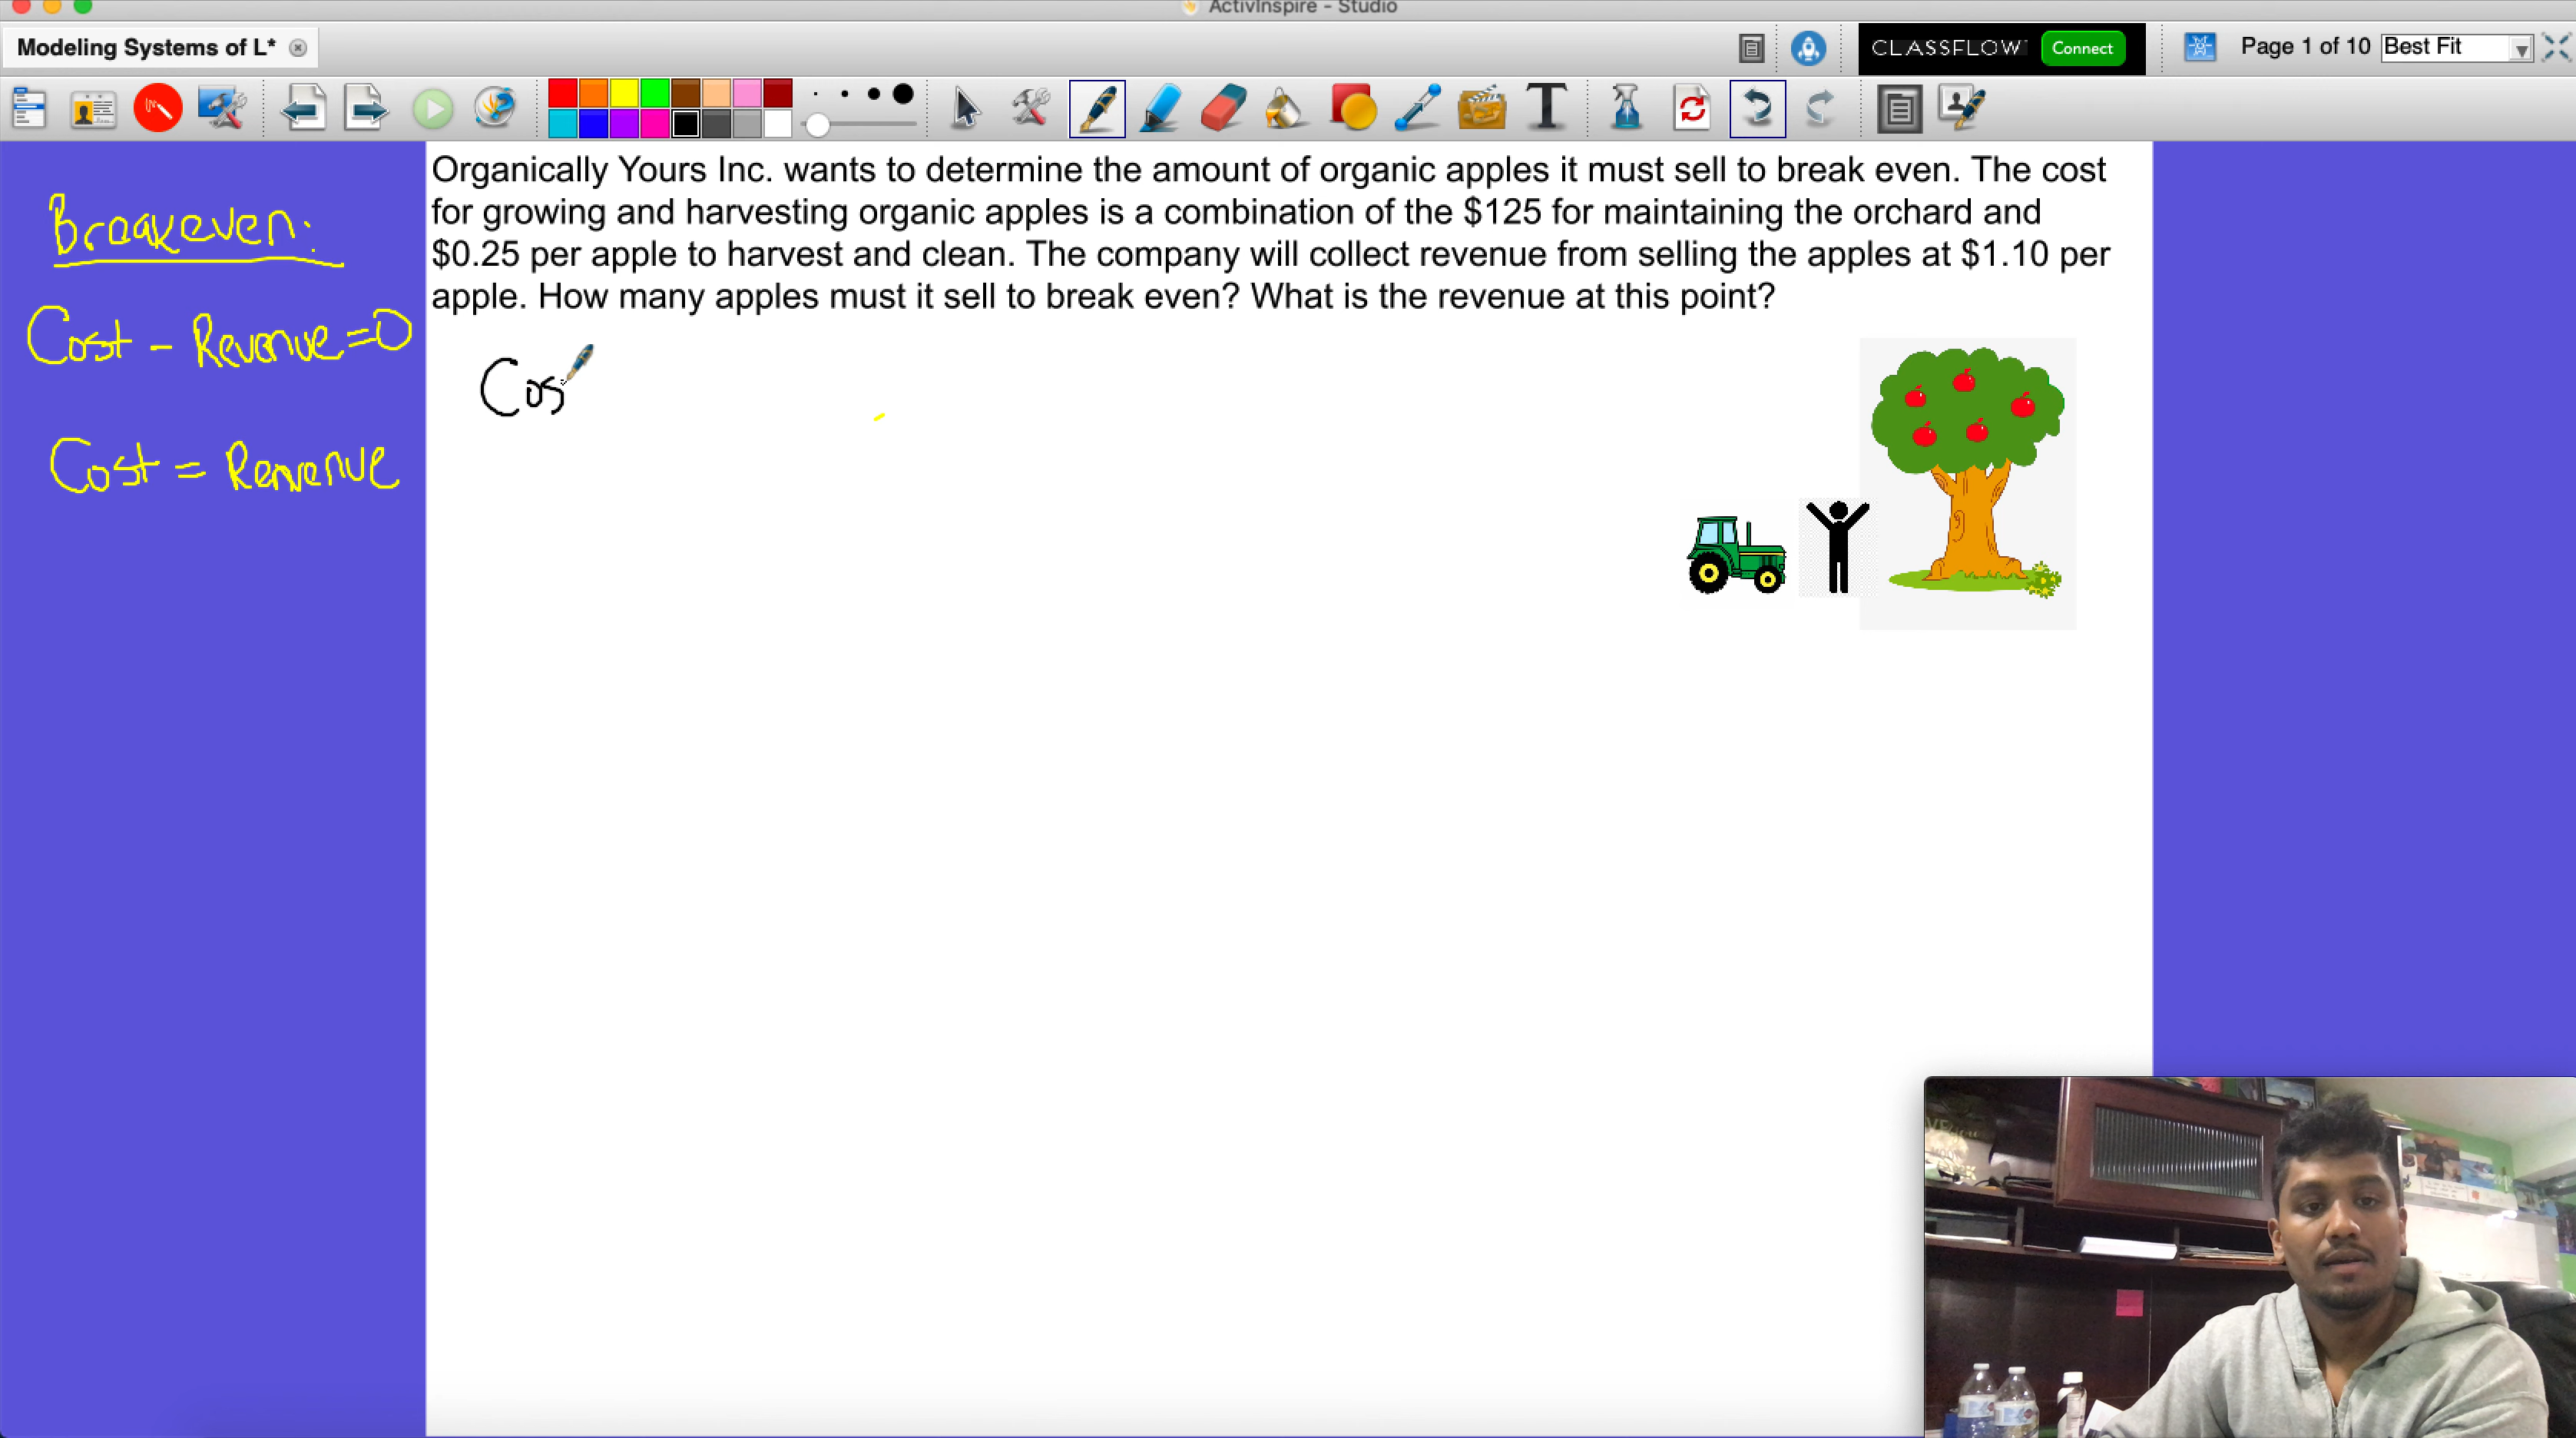 ActivInspire - Studio
Modeling Systems of L*
CLASSFLOW Connect
Page 1 of 10 Best Fit
T
Breakeven:
Cost - Revenue = 0
Cost = Revenue
Organically Yours Inc. wants to determine the amount of organic apples it must sell to break even. The cost
for growing and harvesting organic apples is a combination of the $125 for maintaining the orchard and
$0.25 per apple to harvest and clean. The company will collect revenue from selling the apples at $1.10 per
apple. How many apples must it sell to break even? What is the revenue at this point?
Cos